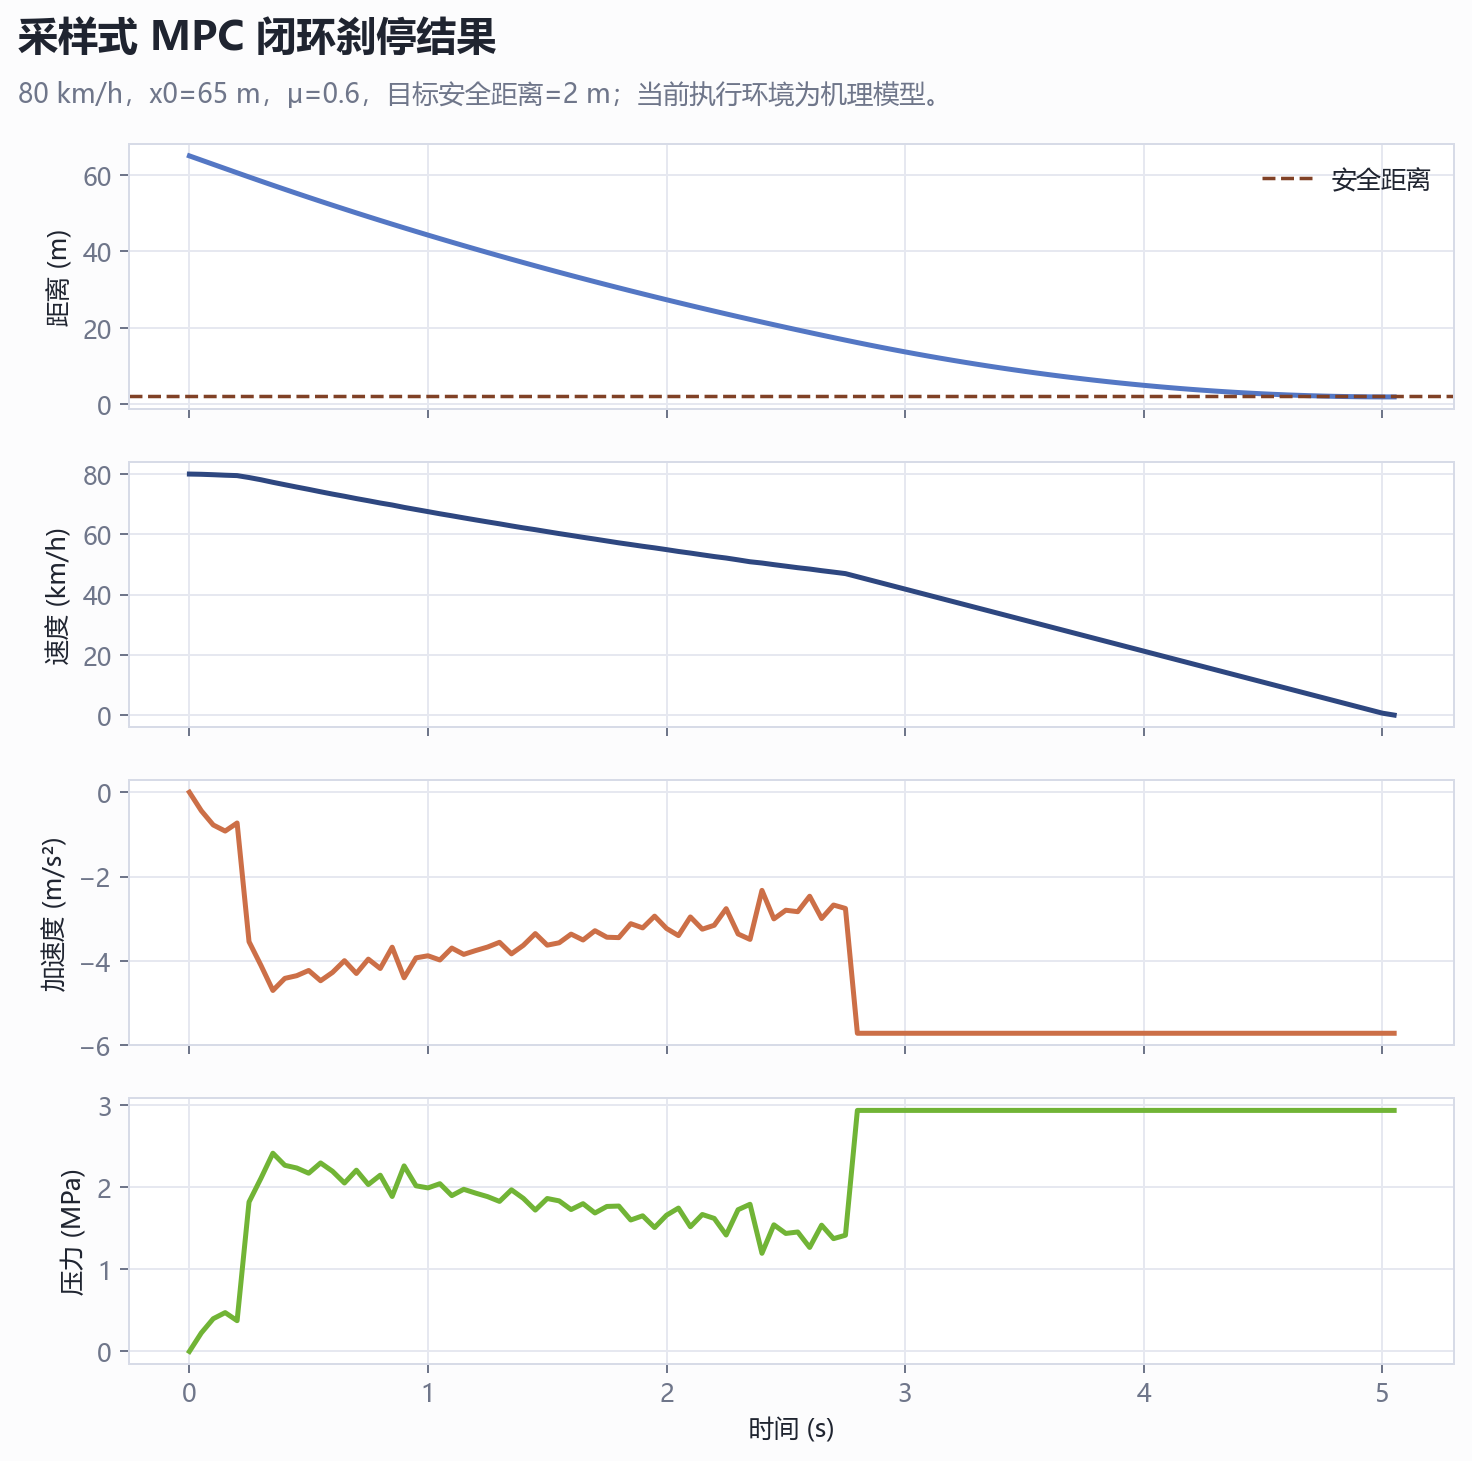 采样式 MPC 闭环刹停结果
80 km/h，x0=65 m，μ=0.6，目标安全距离=2 m；当前执行环境为机理模型。
60
40
20
0
距离 (m)
安全距离
80
60
40
20
0
速度 (km/h)
0
−2
−4
−6
加速度 (m/s²)
3
2
1
0
压力 (MPa)
0 1 2 3 4 5
时间 (s)